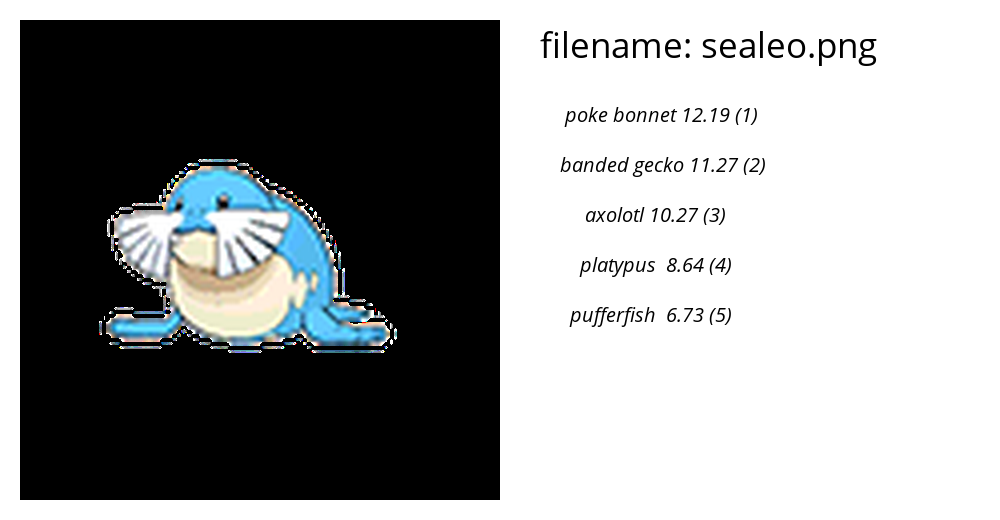 filename: sealeo.png
poke bonnet 12.19 (1)
banded gecko 11.27 (2)
axolotl 10.27 (3)
platypus 8.64 (4)
pufferfish 6.73 (5)